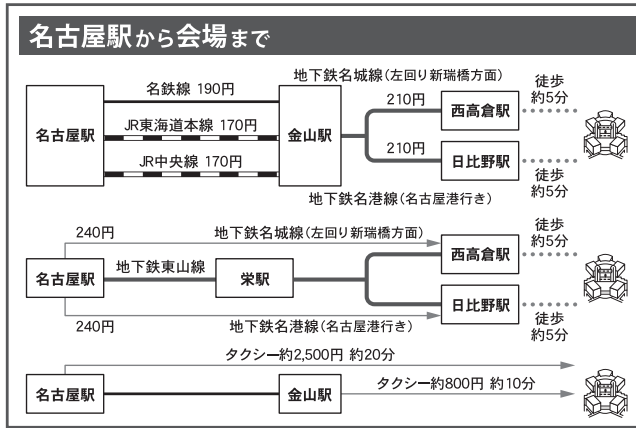 名古屋駅から会場まで
地下鉄名城線(左回り新瑞橋方面)
徒歩
約5分
名鉄線 190円
210円
西高倉駅
名古屋駅
JR東海道本線 170円
金山駅
210円
日比野駅
JR中央線 170円
徒歩
約5分
地下鉄名港線(名古屋港行き)
240円
地下鉄名城線(左回り新瑞橋方面)
徒歩
約5分
西高倉駅
名古屋駅
地下鉄東山線
栄駅
日比野駅
240円
地下鉄名港線(名古屋港行き)
徒歩
約5分
タクシー約2,500円 約20分
名古屋駅
金山駅
タクシー約800円 約10分